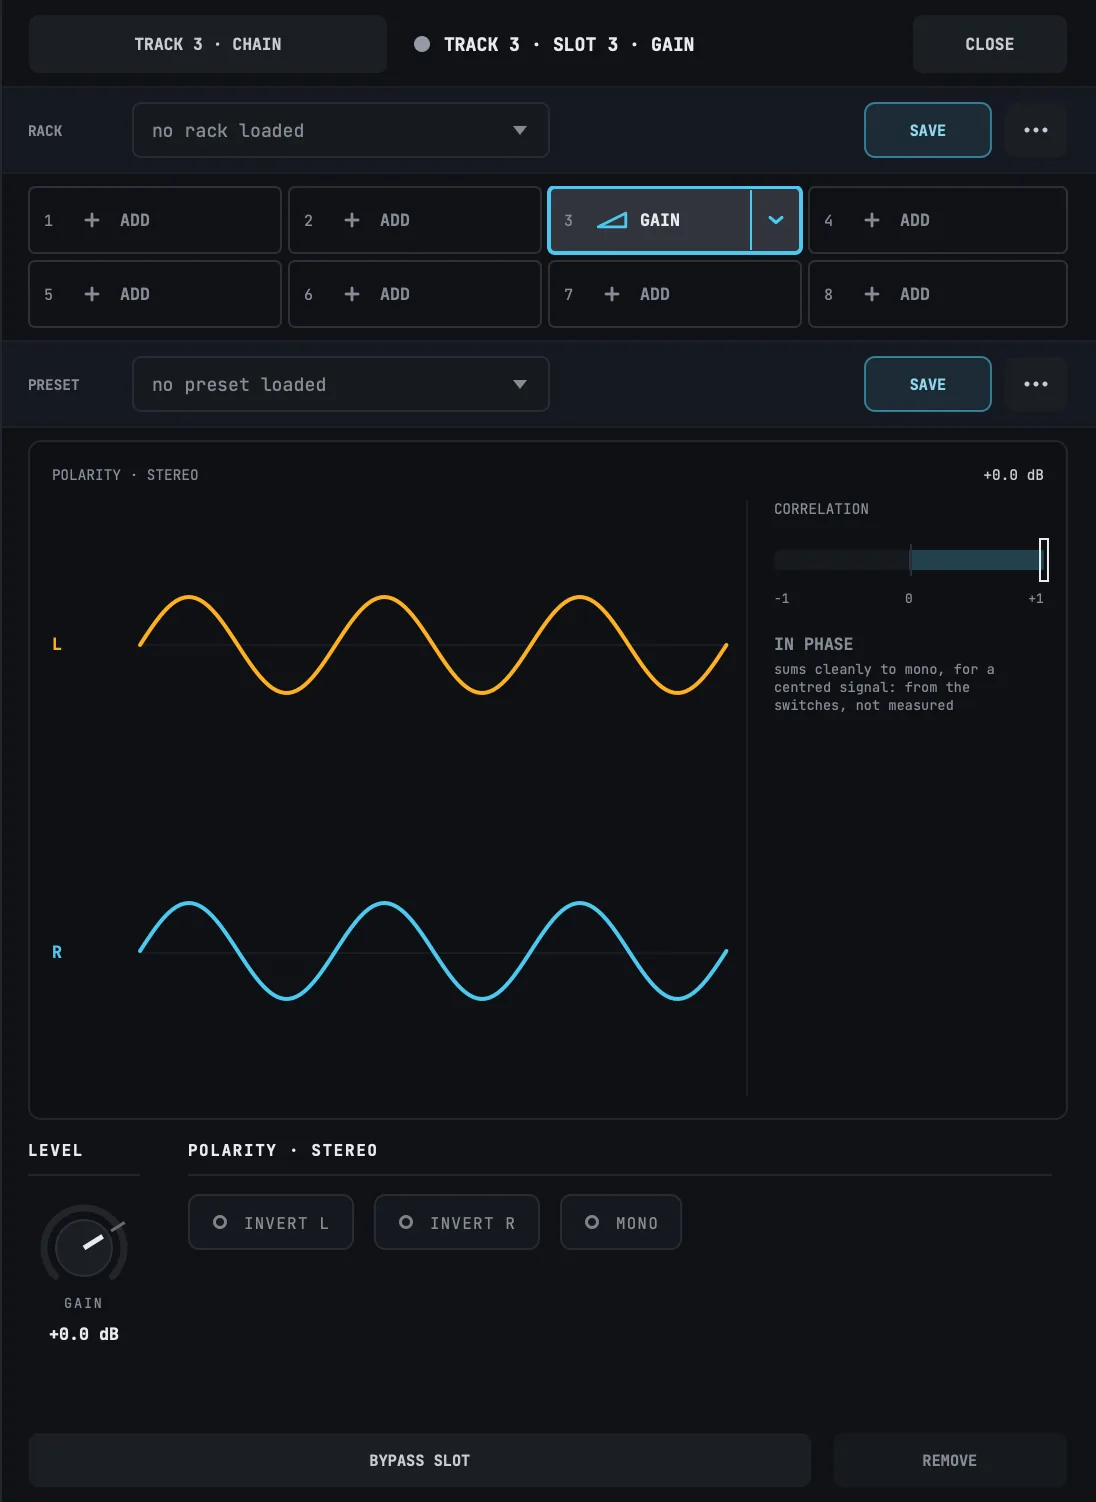 TRACK 3 · CHAIN
TRACK 3 · SLOT 3 · GAIN
CLOSE
RACK
no rack loaded
SAVE
1 + ADD
2 + ADD
3 GAIN
4 + ADD
5 + ADD
6 + ADD
7 + ADD
8 + ADD
PRESET
no preset loaded
SAVE
POLARITY · STEREO
+0.0 dB
CORRELATION
-1 0 +1
L
IN PHASE
sums cleanly to mono, for a
centred signal: from the
switches, not measured
R
LEVEL
POLARITY · STEREO
INVERT L
INVERT R
MONO
GAIN
+0.0 dB
BYPASS SLOT
REMOVE